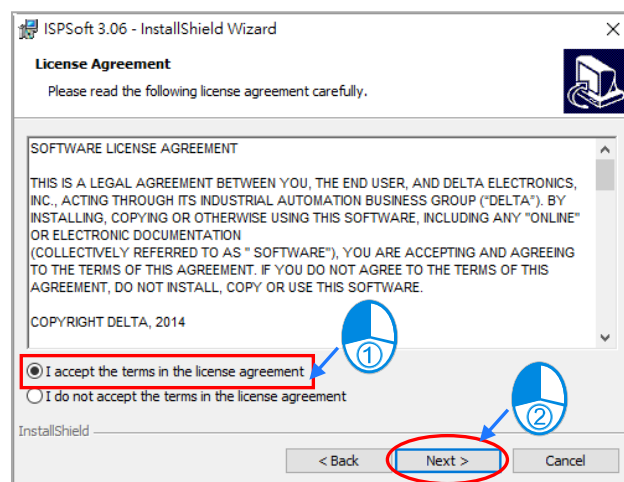 ISPSoft 3.06 - InstallShield Wizard
License Agreement
Please read the following license agreement carefully.
SOFTWARE LICENSE AGREEMENT
THIS IS A LEGAL AGREEMENT BETWEEN YOU, THE END USER, AND DELTA ELECTRONICS,
INC., ACTING THROUGH ITS INDUSTRIAL AUTOMATION BUSINESS GROUP ("DELTA"). BY
INSTALLING, COPYING OR OTHERWISE USING THIS SOFTWARE, INCLUDING ANY "ONLINE"
OR ELECTRONIC DOCUMENTATION
(COLLECTIVELY REFERRED TO AS " SOFTWARE"), YOU ARE ACCEPTING AND AGREEING
TO THE TERMS OF THIS AGREEMENT. IF YOU DO NOT AGREE TO THE TERMS OF THIS
AGREEMENT, DO NOT INSTALL, COPY OR USE THIS SOFTWARE.
COPYRIGHT DELTA, 2014
①
I accept the terms in the license agreement
I do not accept the terms in the license agreement
②
InstallShield
< Back Next > Cancel